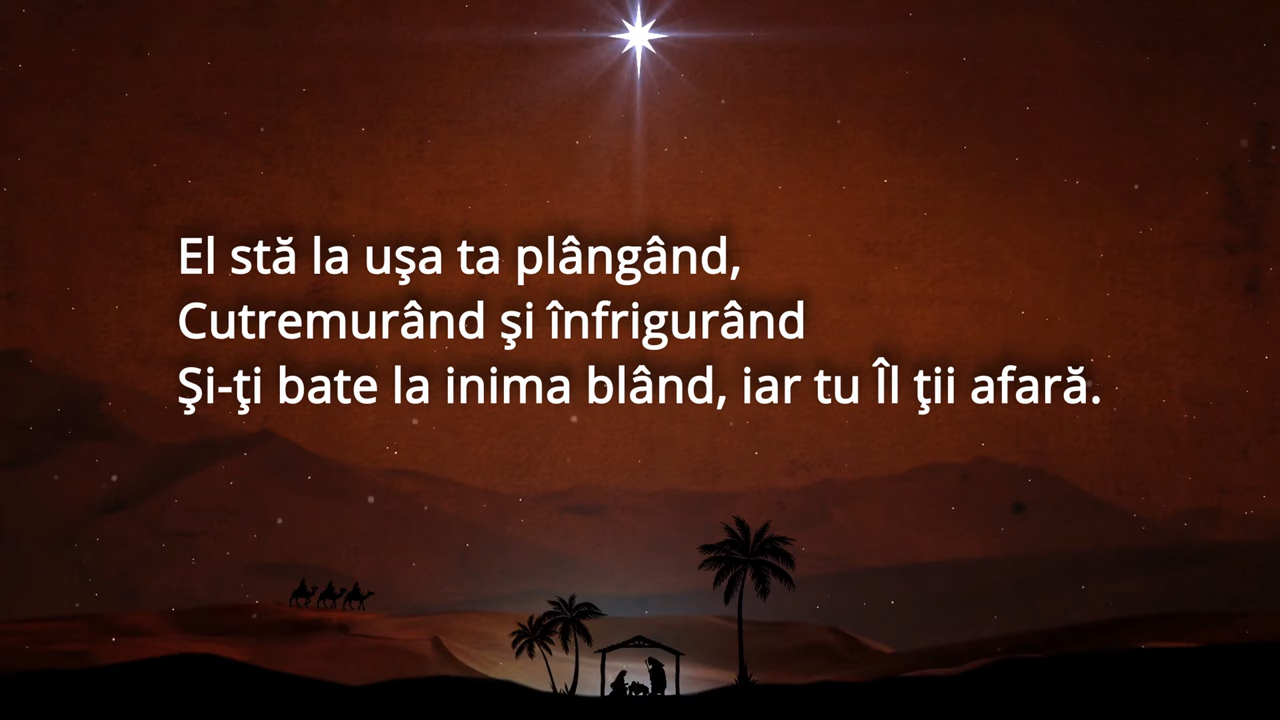 El stă la uşa ta plângând,
Cutremurând şi înfrigurând
Şi-ţi bate la inima blând, iar tu Îl ţii afară.